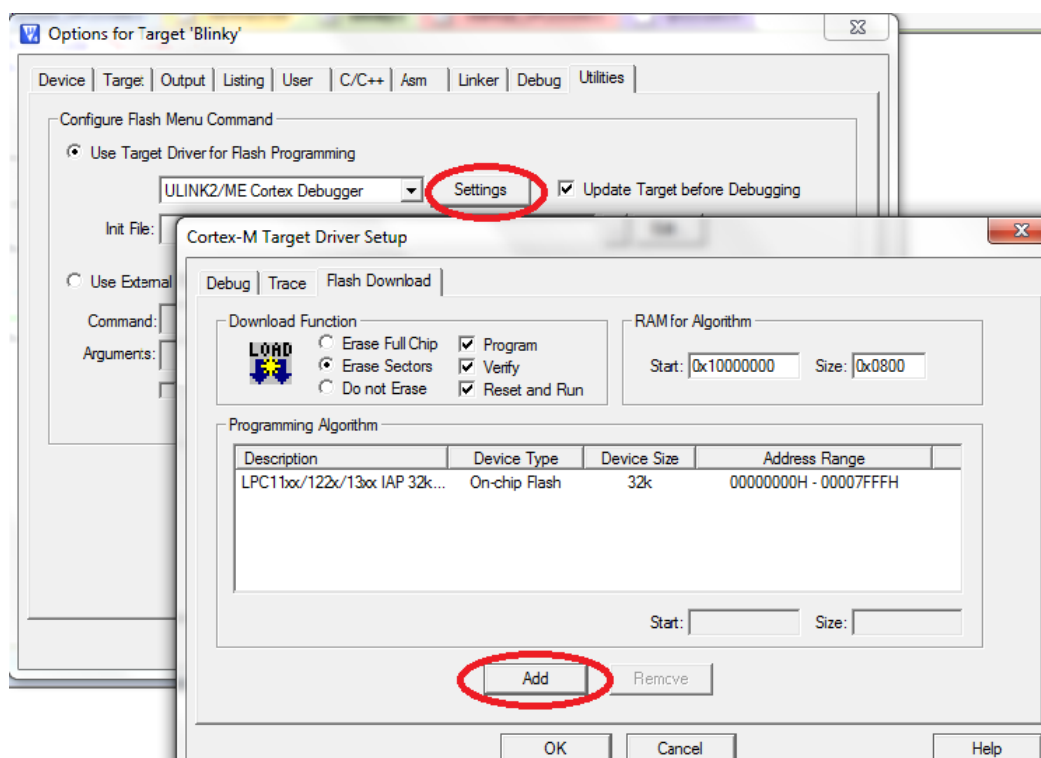 Options for Target 'Blinky'
Device Target Output Listing User C/C++ Asm Linker Debug Utilities
Configure Flash Menu Command
Use Target Driver for Flash Programming
ULINK2/ME Cortex Debugger Settings Update Target before Debugging
Init File:
Cortex-M Target Driver Setup
Use External
Command:
Arguments:
Debug Trace Flash Download
Download Function
LOAD
Erase Full Chip Program
Erase Sectors Verify
Do not Erase Reset and Run
RAM for Algorithm
Start: 0x10000000 Size: 0x0800
Programming Algorithm
Description Device Type Device Size Address Range
LPC11xx/122x/13xx IAP 32k... On-chip Flash 32k 00000000H - 00007FFFH
Start: Size:
Add Remove
OK Cancel Help